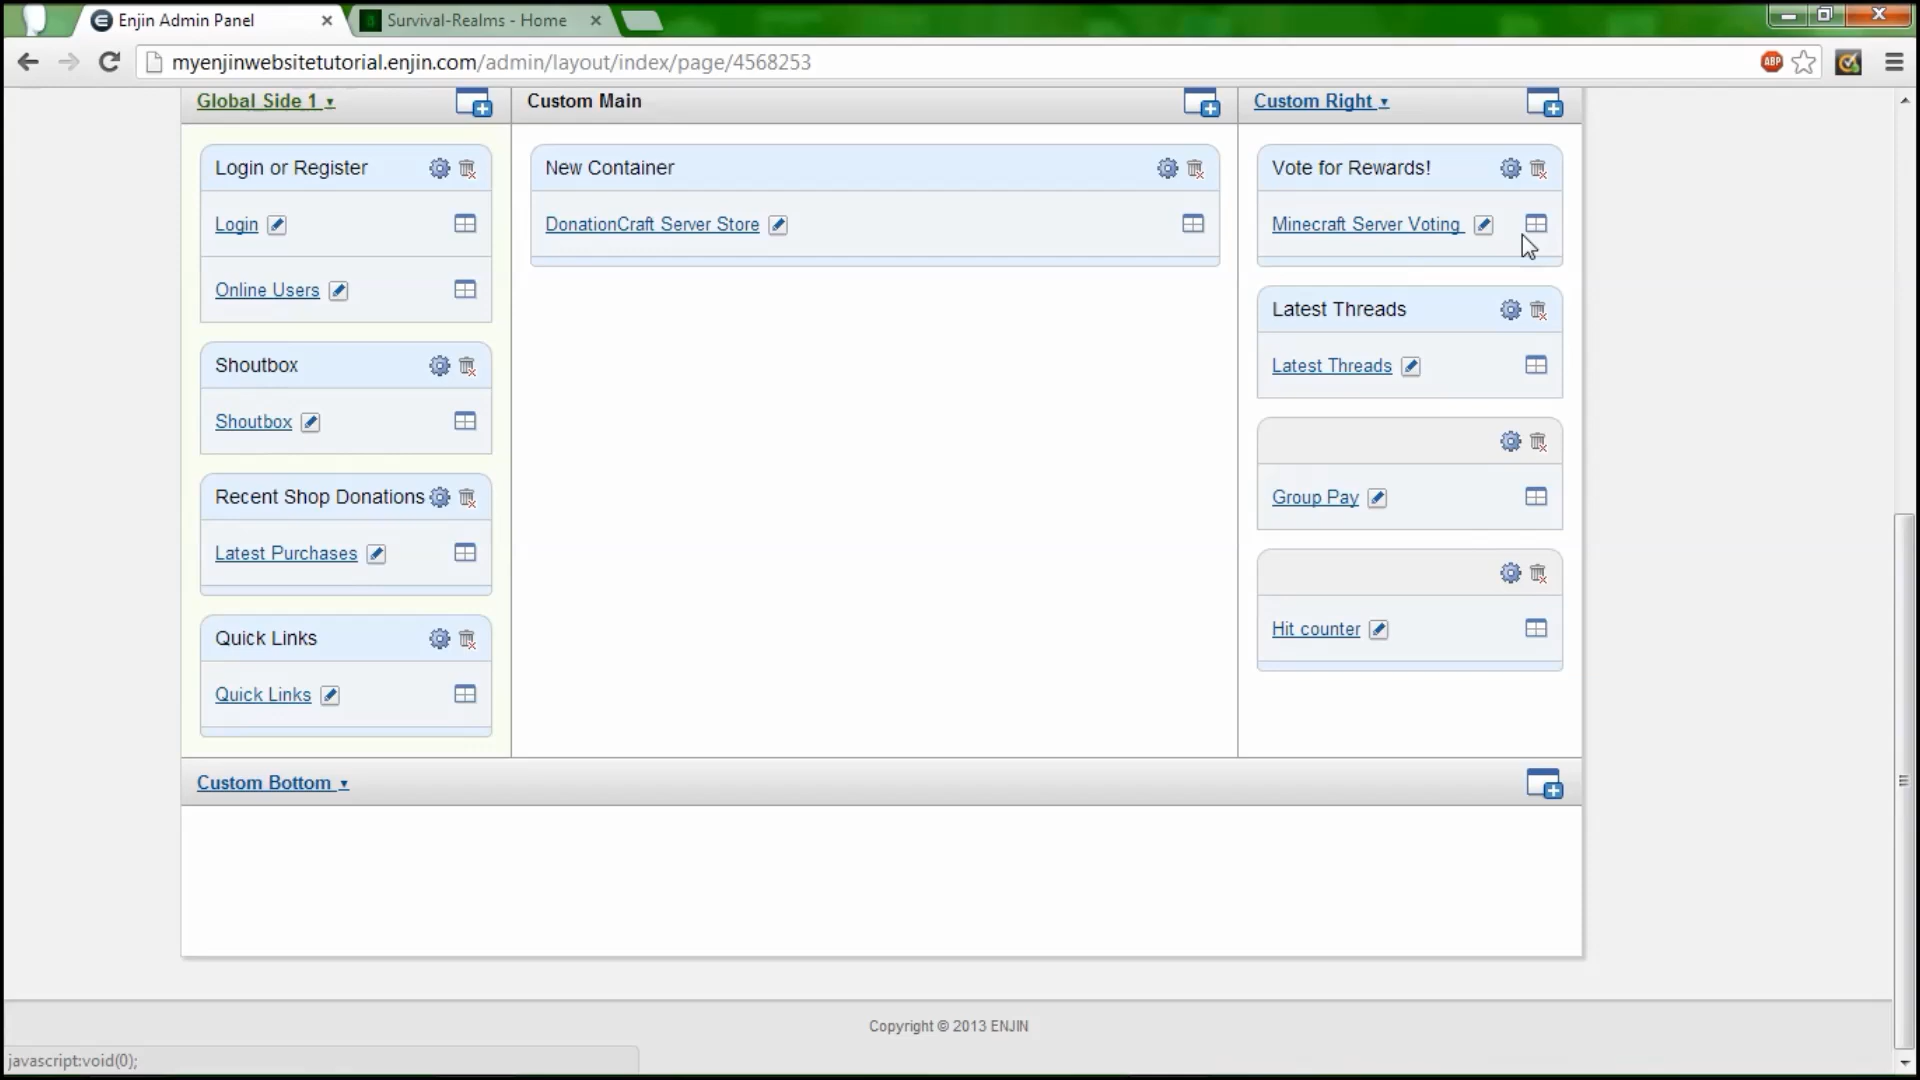 Enjin Admin Panel
Survival-Realms - Home
myenjinwebsitetutorial.enjin.com/admin/layout/index/page/4568253
ABP
Global Side 1
Custom Main
Custom Right
Login or Register
New Container
Vote for Rewards!
Login
DonationCraft Server Store
Minecraft Server Voting
Online Users
Latest Threads
Shoutbox
Latest Threads
Shoutbox
Recent Shop Donations
Group Pay
Latest Purchases
Quick Links
Hit counter
Quick Links
Custom Bottom
Copyright © 2013 ENJIN
javascript:void(0);